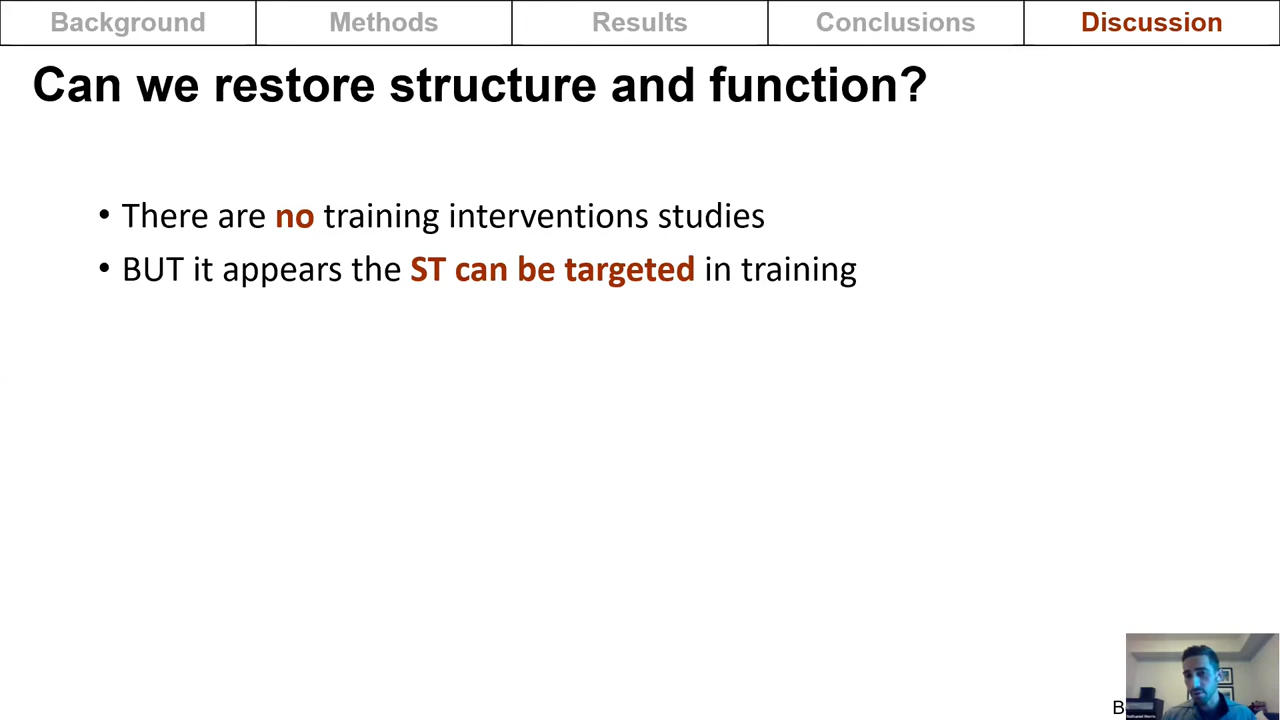 Background Methods Results Conclusions Discussion
Can we restore structure and function?
• There are no training interventions studies
• BUT it appears the ST can be targeted in training
B